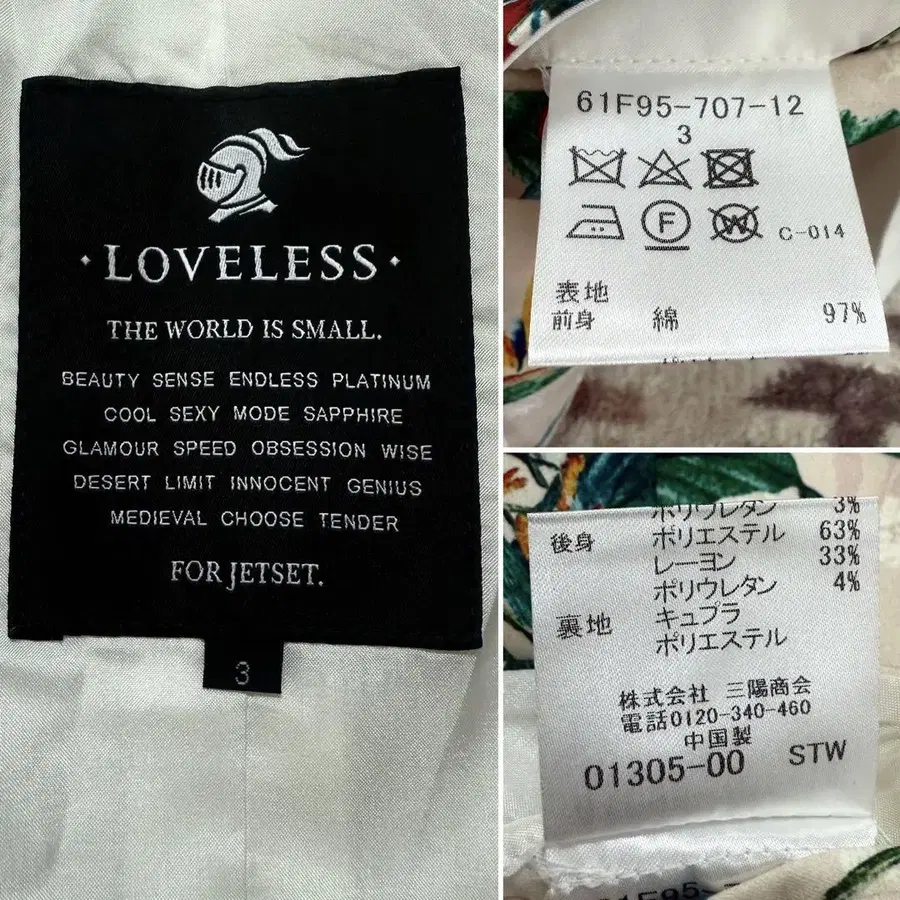 · LOVELESS ·
THE WORLD IS SMALL.
BEAUTY SENSE ENDLESS PLATINUM
COOL SEXY MODE SAPPHIRE
GLAMOUR SPEED OBSESSION WISE
DESERT LIMIT INNOCENT GENIUS
MEDIEVAL CHOOSE TENDER
FOR JETSET.
3
61F95-707-12
3
F
W C-014
表地
前身 綿 97%
ポリウレタン 3%
後身 ポリエステル 63%
レーヨン 33%
ポリウレタン 4%
裏地 キュプラ
ポリエステル
株式会社 三陽商会
電話0120-340-460
中国製
01305-00 STW